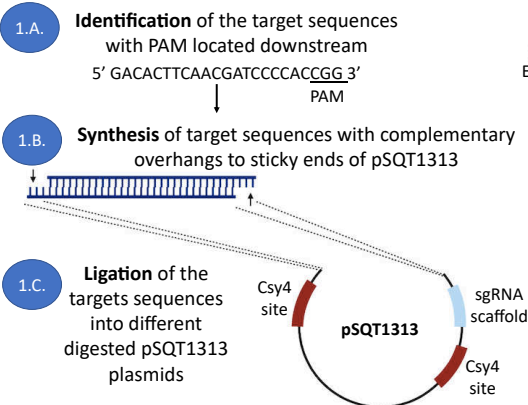 1.A.
Identification of the target sequences
with PAM located downstream
5’ GACACTTCAACGATCCCCACCGG 3’
PAM
E
1.B.
Synthesis of target sequences with complementary
overhangs to sticky ends of pSQT1313
1.C.
Ligation of the
targets sequences
into different
digested pSQT1313
plasmids
Csy4
site
pSQT1313
sgRNA
scaffold
Csy4
site